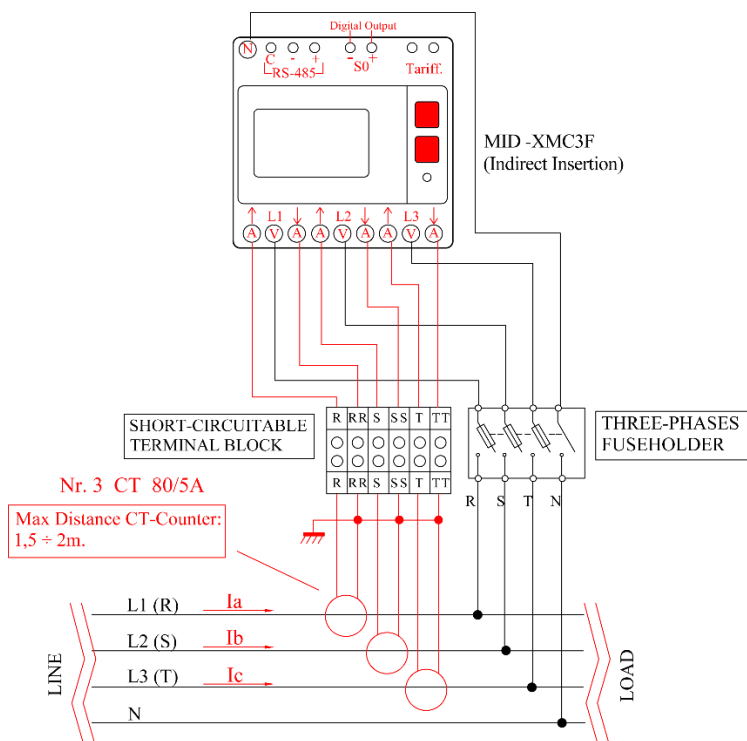 Digital Output
N
C - + - +
RS-485 S0 Tariff.
MID -XMC3F
(Indirect Insertion)
L1 L2 L3
A V A A V A A V A
SHORT-CIRCUITABLE
TERMINAL BLOCK
R RR S SS T TT
R RR S SS T TT
THREE-PHASES
FUSEHOLDER
R S T N
Nr. 3 CT 80/5A
Max Distance CT-Counter:
1,5 ÷ 2m.
LINE
L1 (R) Ia
L2 (S) Ib
L3 (T) Ic
N
LOAD